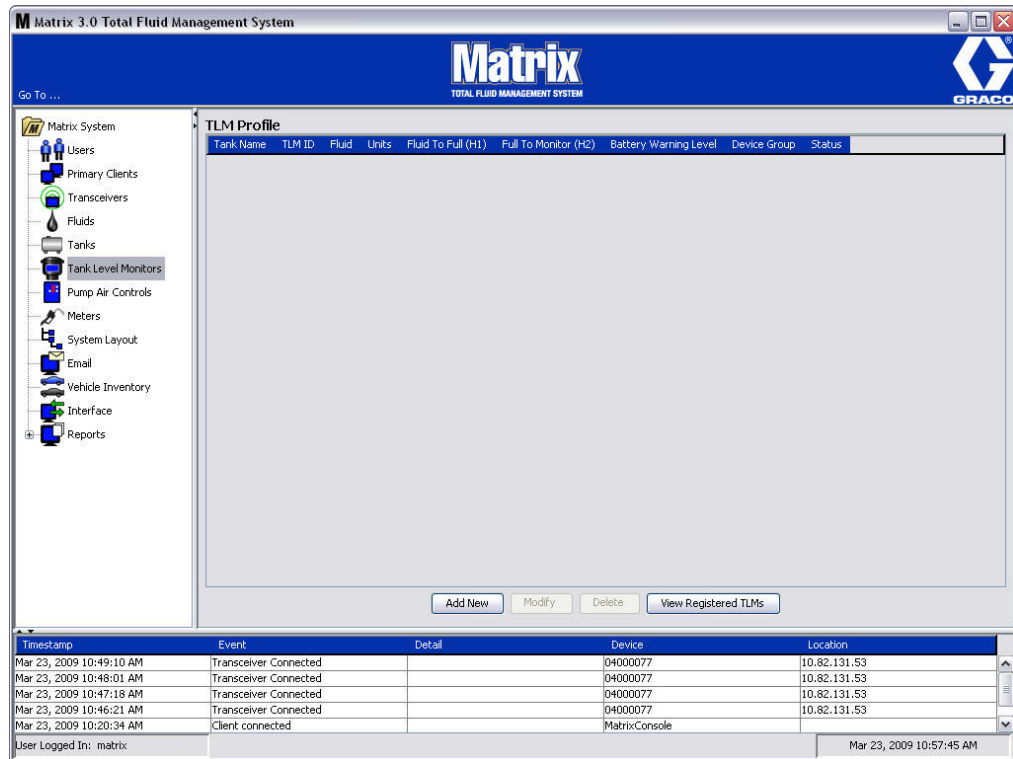 Matrix 3.0 Total Fluid Management System
Matrix
TOTAL FLUID MANAGEMENT SYSTEM
GRACO
Go To ...
Matrix System
Users
Primary Clients
Transceivers
Fluids
Tanks
Tank Level Monitors
Pump Air Controls
Meters
System Layout
Email
Vehicle Inventory
Interface
Reports
TLM Profile
Tank Name TLM ID Fluid Units Fluid To Full (H1) Full To Monitor (H2) Battery Warning Level Device Group Status
Add New Modify Delete View Registered TLMs
Timestamp Event Detail Device Location
Mar 23, 2009 10:49:10 AM Transceiver Connected 04000077 10.82.131.53
Mar 23, 2009 10:48:01 AM Transceiver Connected 04000077 10.82.131.53
Mar 23, 2009 10:47:18 AM Transceiver Connected 04000077 10.82.131.53
Mar 23, 2009 10:46:21 AM Transceiver Connected 04000077 10.82.131.53
Mar 23, 2009 10:20:34 AM Client connected MatrixConsole
User Logged In: matrix Mar 23, 2009 10:57:45 AM